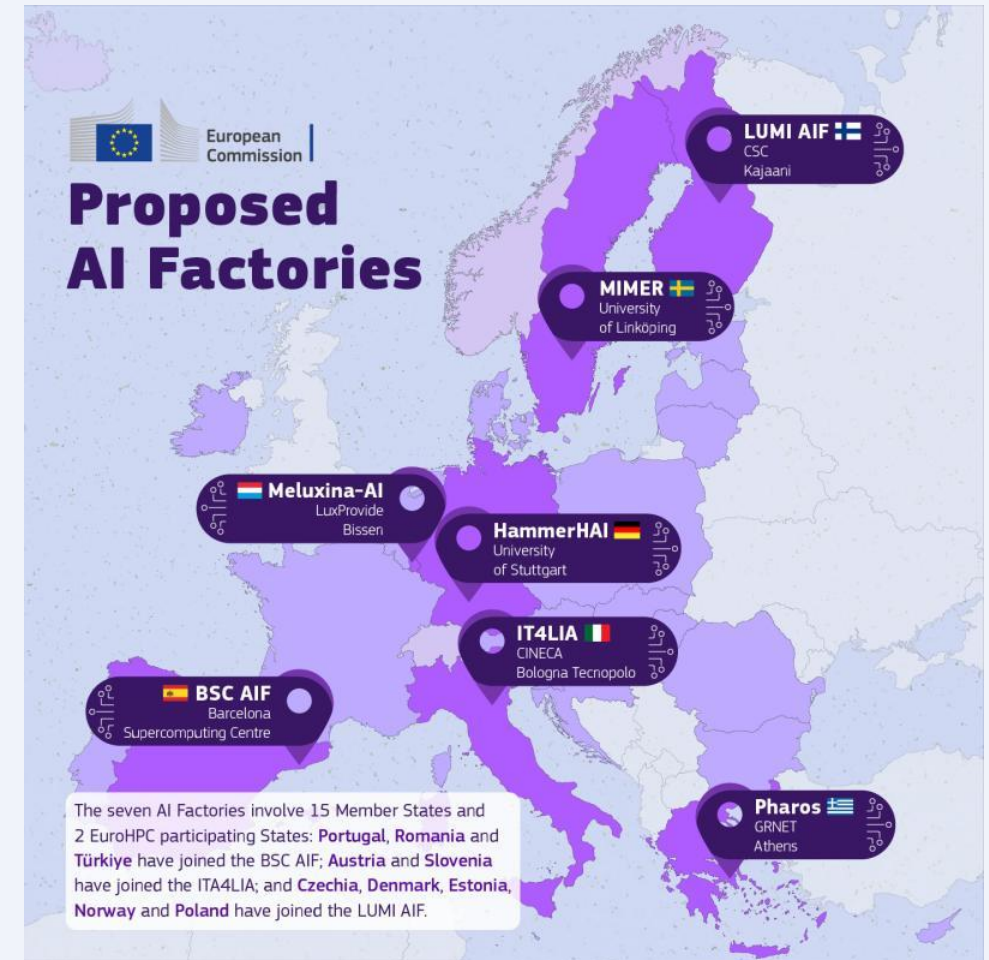 European
Commission
Proposed
AI Factories
LUMI AIF
CSC
Kajaani
MIMER
University
of Linköping
Meluxina-AI
LuxProvide
Bissen
HammerHAI
University
of Stuttgart
IT4LIA
CINECA
Bologna Tecnopolo
BSC AIF
Barcelona
Supercomputing Centre
Pharos
GRNET
Athens
The seven AI Factories involve 15 Member States and
2 EuroHPC participating States: Portugal, Romania and
Türkiye have joined the BSC AIF; Austria and Slovenia
have joined the ITA4LIA; and Czechia, Denmark, Estonia,
Norway and Poland have joined the LUMI AIF.